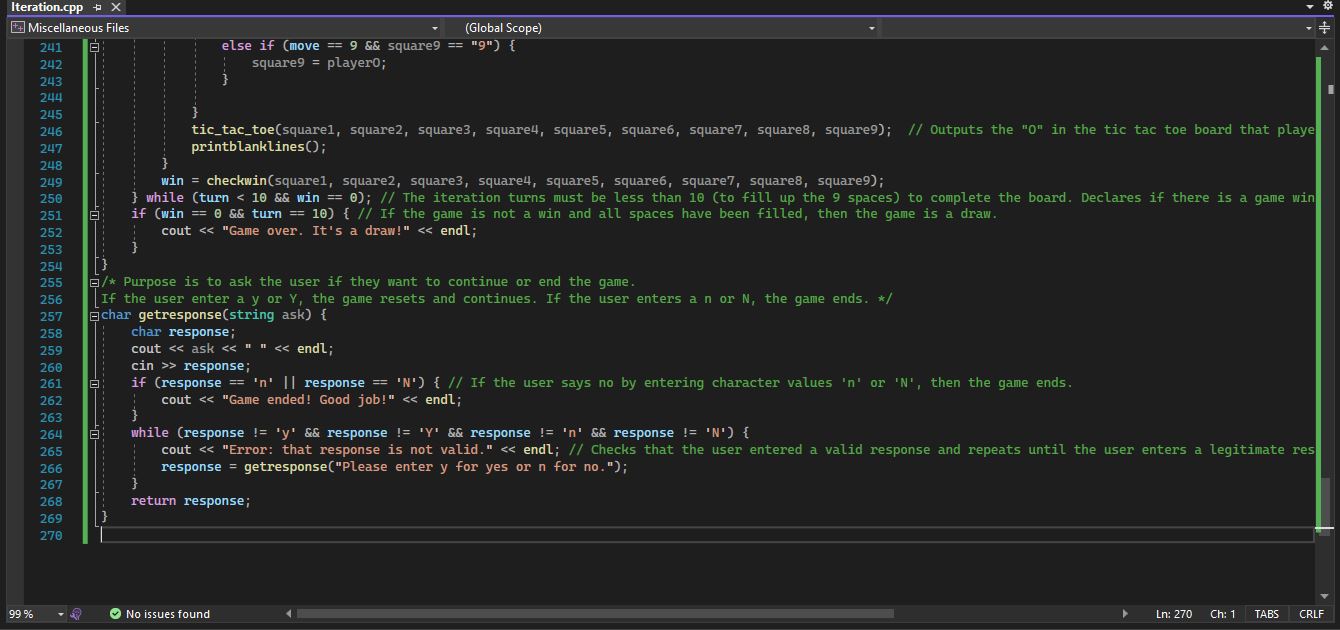 Iteration.cpp
Miscellaneous Files (Global Scope)
241 else if (move == 9 && square9 == "9") {
242 square9 = playerO;
243 }
244
245 }
246 tic_tac_toe(square1, square2, square3, square4, square5, square6, square7, square8, square9); // Outputs the "O" in the tic tac toe board that playe
247 printblanklines();
248 }
249 win = checkwin(square1, square2, square3, square4, square5, square6, square7, square8, square9);
250 } while (turn < 10 && win == 0); // The iteration turns must be less than 10 (to fill up the 9 spaces) to complete the board. Declares if there is a game win
251 if (win == 0 && turn == 10) { // If the game is not a win and all spaces have been filled, then the game is a draw.
252 cout << "Game over. It's a draw!" << endl;
253 }
254 }
255 /* Purpose is to ask the user if they want to continue or end the game.
256 If the user enter a y or Y, the game resets and continues. If the user enters a n or N, the game ends. */
257 char getresponse(string ask) {
258 char response;
259 cout << ask << " " << endl;
260 cin >> response;
261 if (response == 'n' || response == 'N') { // If the user says no by entering character values 'n' or 'N', then the game ends.
262 cout << "Game ended! Good job!" << endl;
263 }
264 while (response != 'y' && response != 'Y' && response != 'n' && response != 'N') {
265 cout << "Error: that response is not valid." << endl; // Checks that the user entered a valid response and repeats until the user enters a legitimate res
266 response = getresponse("Please enter y for yes or n for no.");
267 }
268 return response;
269 }
270
99 % No issues found Ln: 270 Ch: 1 TABS CRLF